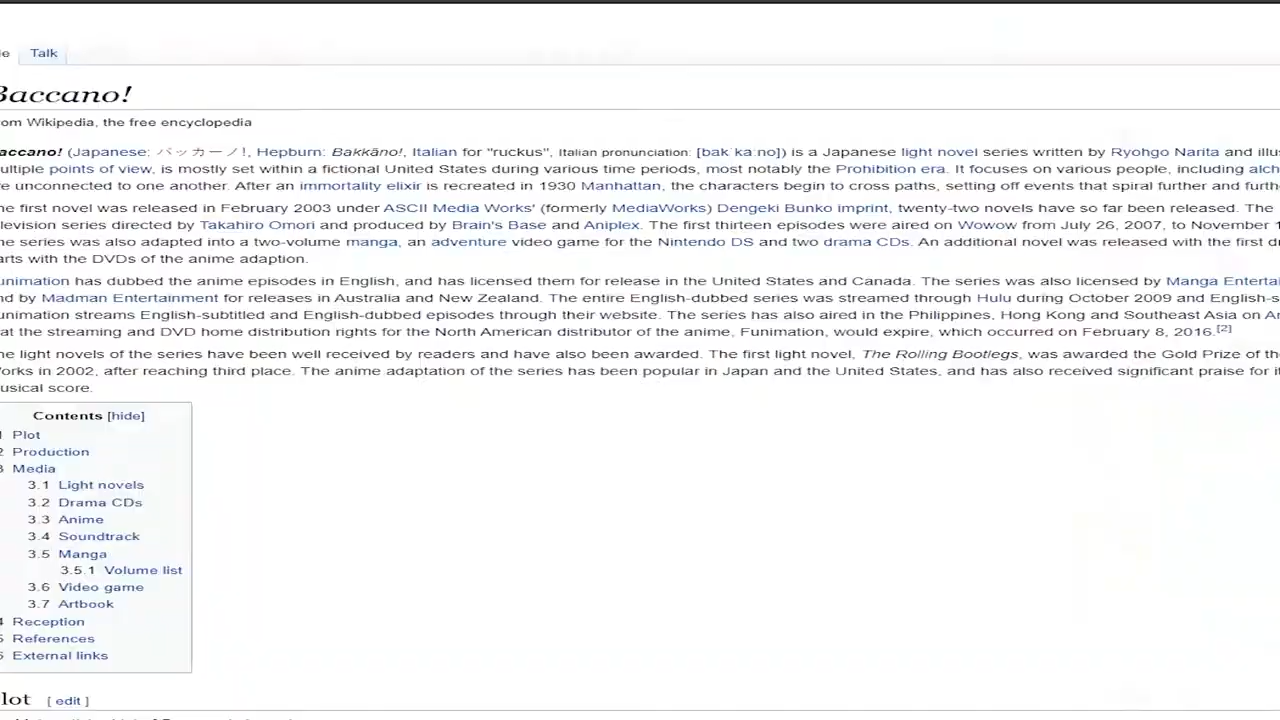 le Talk
Baccano!
om Wikipedia, the free encyclopedia
accano! (Japanese: バッカーノ!, Hepburn: Bakkāno!, Italian for "ruckus", Italian pronunciation: [bakˈkaːno]) is a Japanese light novel series written by Ryohgo Narita and illus
ultiple points of view, is mostly set within a fictional United States during various time periods, most notably the Prohibition era. It focuses on various people, including alch
e unconnected to one another. After an immortality elixir is recreated in 1930 Manhattan, the characters begin to cross paths, setting off events that spiral further and furth
he first novel was released in February 2003 under ASCII Media Works' (formerly MediaWorks) Dengeki Bunko imprint, twenty-two novels have so far been released. The
levision series directed by Takahiro Omori and produced by Brain's Base and Aniplex. The first thirteen episodes were aired on Wowow from July 26, 2007, to November 1
he series was also adapted into a two-volume manga, an adventure video game for the Nintendo DS and two drama CDs. An additional novel was released with the first d
arts with the DVDs of the anime adaption.
unimation has dubbed the anime episodes in English, and has licensed them for release in the United States and Canada. The series was also licensed by Manga Entertai
nd by Madman Entertainment for releases in Australia and New Zealand. The entire English-dubbed series was streamed through Hulu during October 2009 and English-s
unimation streams English-subtitled and English-dubbed episodes through their website. The series has also aired in the Philippines, Hong Kong and Southeast Asia on An
at the streaming and DVD home distribution rights for the North American distributor of the anime, Funimation, would expire, which occurred on February 8, 2016.[2]
he light novels of the series have been well received by readers and have also been awarded. The first light novel, The Rolling Bootlegs, was awarded the Gold Prize of th
orks in 2002, after reaching third place. The anime adaptation of the series has been popular in Japan and the United States, and has also received significant praise for it
usical score.
Contents [hide]
1 Plot
2 Production
3 Media
3.1 Light novels
3.2 Drama CDs
3.3 Anime
3.4 Soundtrack
3.5 Manga
3.5.1 Volume list
3.6 Video game
3.7 Artbook
4 Reception
5 References
6 External links
lot [ edit ]